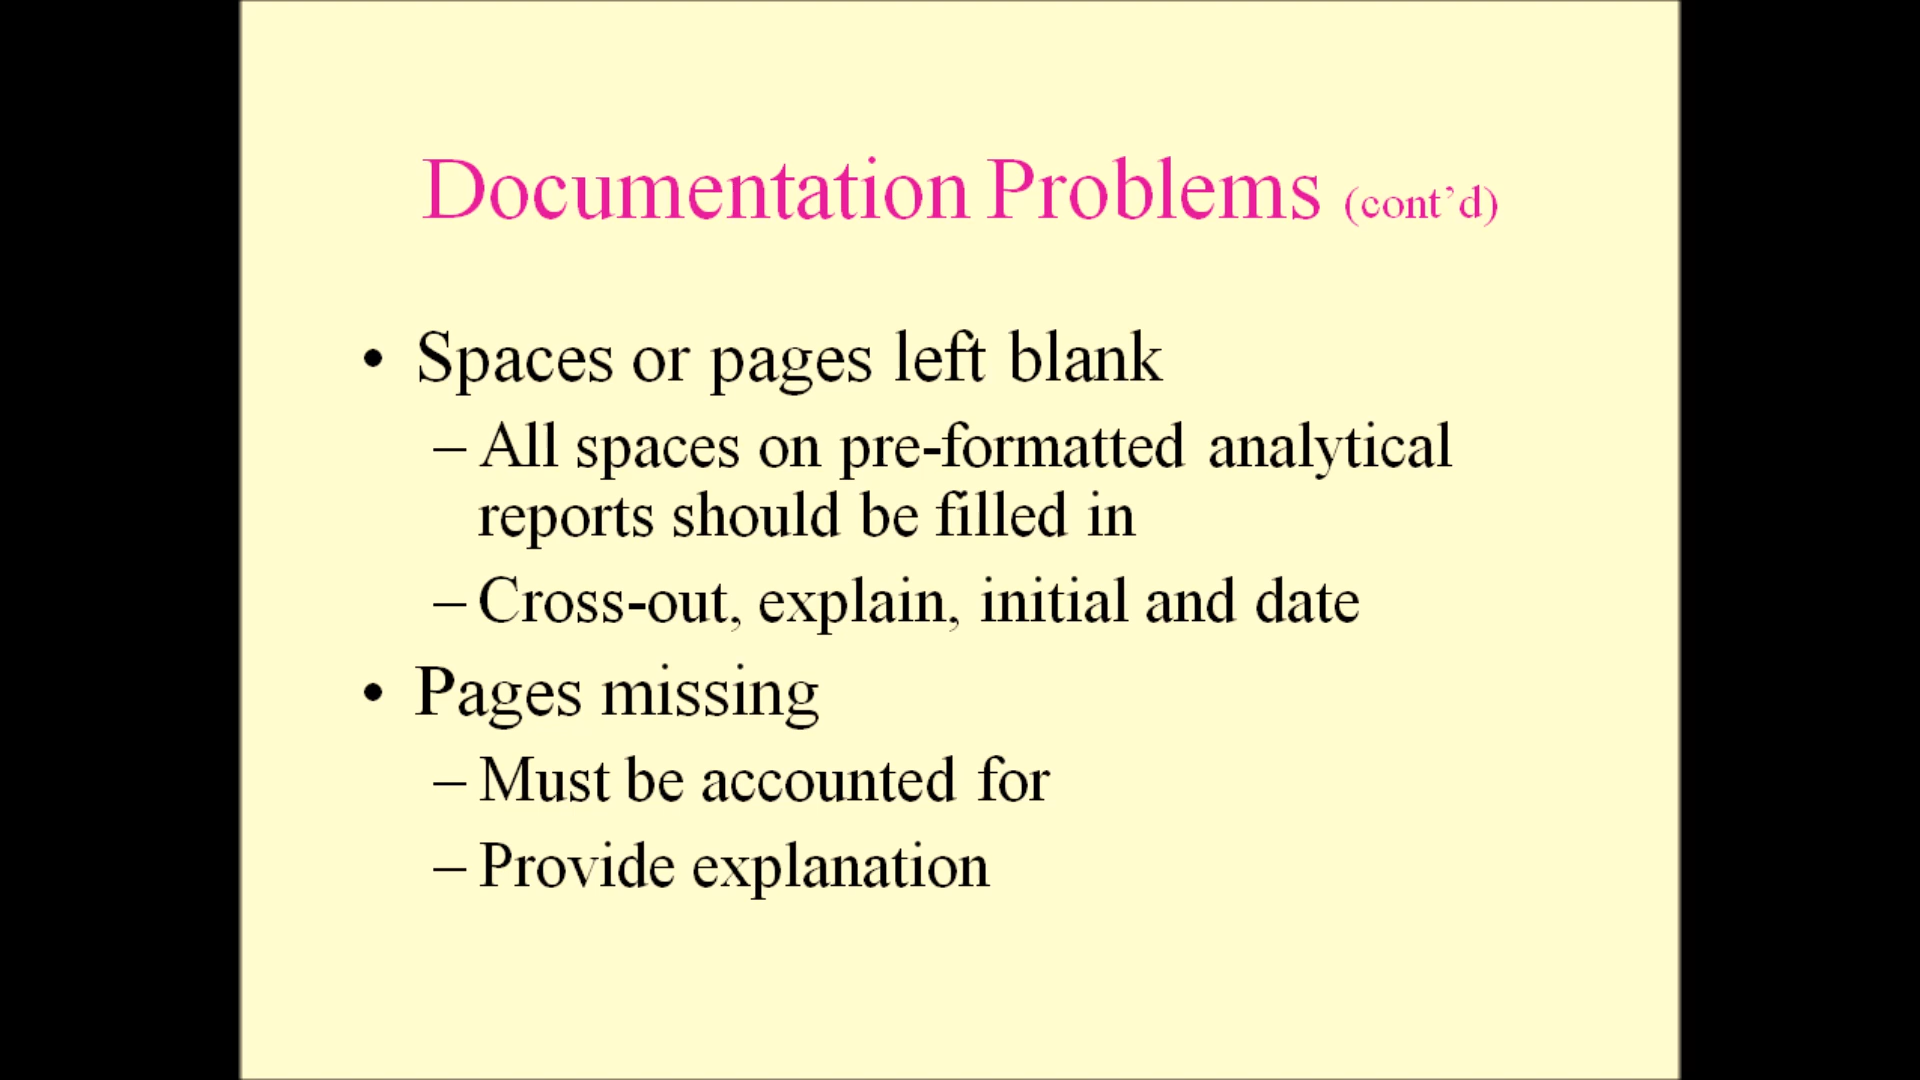 Documentation Problems (cont’d)
• Spaces or pages left blank
– All spaces on pre-formatted analytical
reports should be filled in
– Cross-out, explain, initial and date
• Pages missing
– Must be accounted for
– Provide explanation